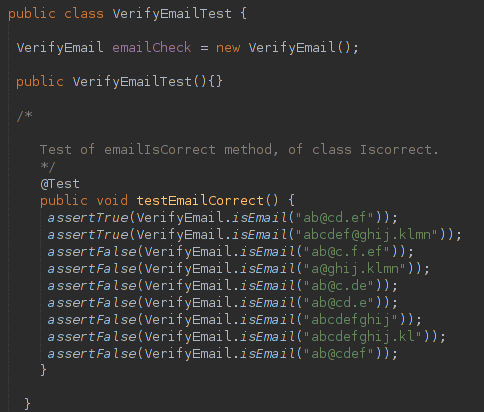 public class VerifyEmailTest {
VerifyEmail emailCheck = new VerifyEmail();
public VerifyEmailTest(){}
/*
Test of emailIsCorrect method, of class Iscorrect.
*/
@Test
public void testEmailCorrect() {
assertTrue(VerifyEmail.isEmail("ab@cd.ef"));
assertTrue(VerifyEmail.isEmail("abcdef@ghij.klmn"));
assertFalse(VerifyEmail.isEmail("ab@c.f.ef"));
assertFalse(VerifyEmail.isEmail("a@ghij.klmn"));
assertFalse(VerifyEmail.isEmail("ab@c.de"));
assertFalse(VerifyEmail.isEmail("ab@cd.e"));
assertFalse(VerifyEmail.isEmail("abcdefghij"));
assertFalse(VerifyEmail.isEmail("abcdefghij.kl"));
assertFalse(VerifyEmail.isEmail("ab@cdef"));
}
}